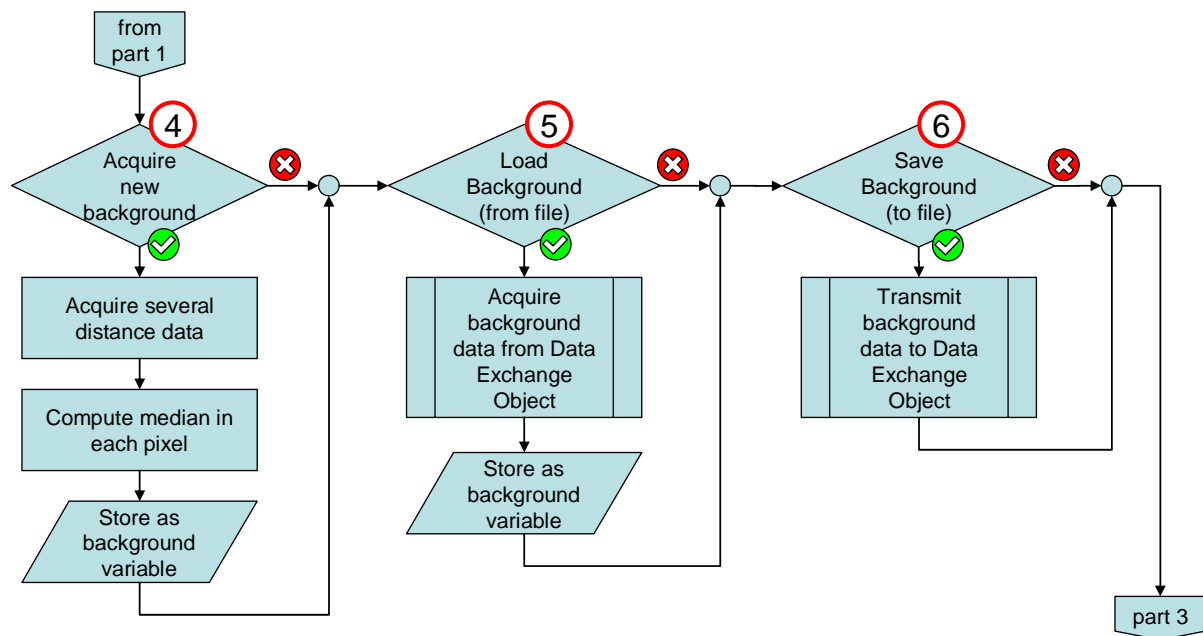 from
part 1
4
Acquire
new
background
Acquire several
distance data
Compute median in
each pixel
Store as
background
variable
5
Load
Background
(from file)
Acquire
background
data from Data
Exchange
Object
Store as
background
variable
6
Save
Background
(to file)
Transmit
background
data to Data
Exchange
Object
part 3